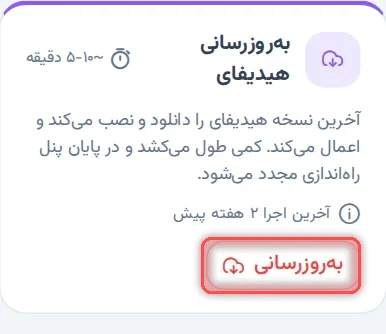 به‌روزرسانی
هیدیفای
~۵-۱۰ دقیقه
آخرین نسخه هیدیفای را دانلود و نصب می‌کند و
اعمال می‌کند. کمی طول می‌کشد و در پایان پنل
راه‌اندازی مجدد می‌شود.
آخرین اجرا ۲ هفته پیش
به‌روزرسانی